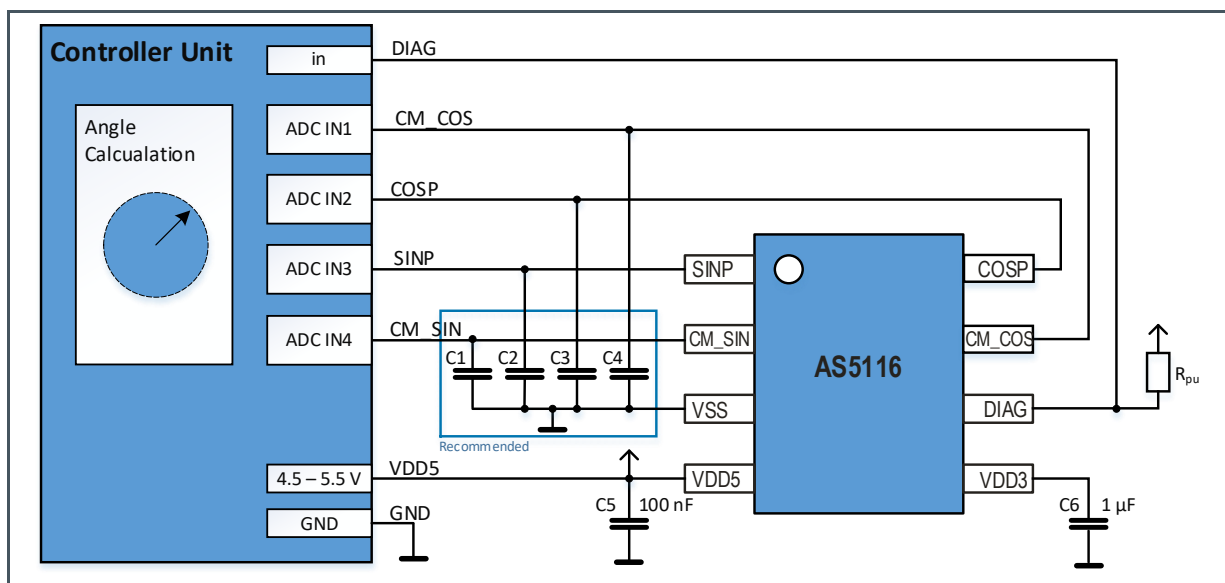 Controller Unit
in
DIAG
Angle
Calcualation
ADC IN1
CM_COS
ADC IN2
COSP
ADC IN3
SINP
SINP
COSP
ADC IN4
CM_SIN
CM_SIN
CM_COS
C1
C2
C3
C4
AS5116
Rpu
VSS
DIAG
Recommended
4.5 – 5.5 V
VDD5
VDD5
VDD3
C5
100 nF
C6
1 µF
GND
GND